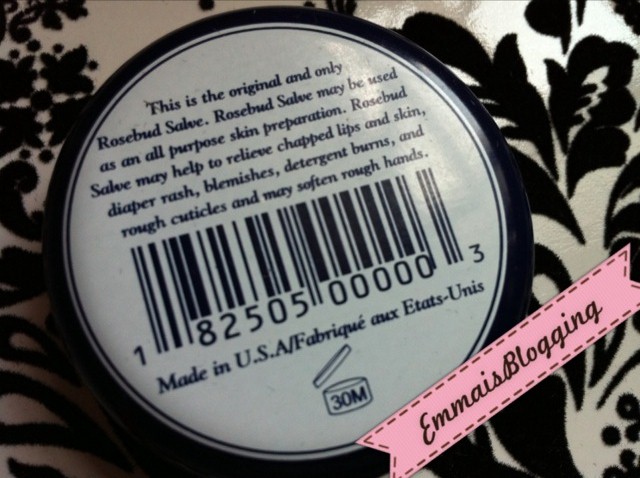 This is the original and only
Rosebud Salve. Rosebud Salve may be used
as an all purpose skin preparation. Rosebud
Salve may help to relieve chapped lips and skin,
diaper rash, blemishes, detergent burns, and
rough cuticles and may soften rough hands.
1 82505 00000 3
Made in U.S.A/Fabriqué aux Etats-Unis
30M
EmmaisBlogging